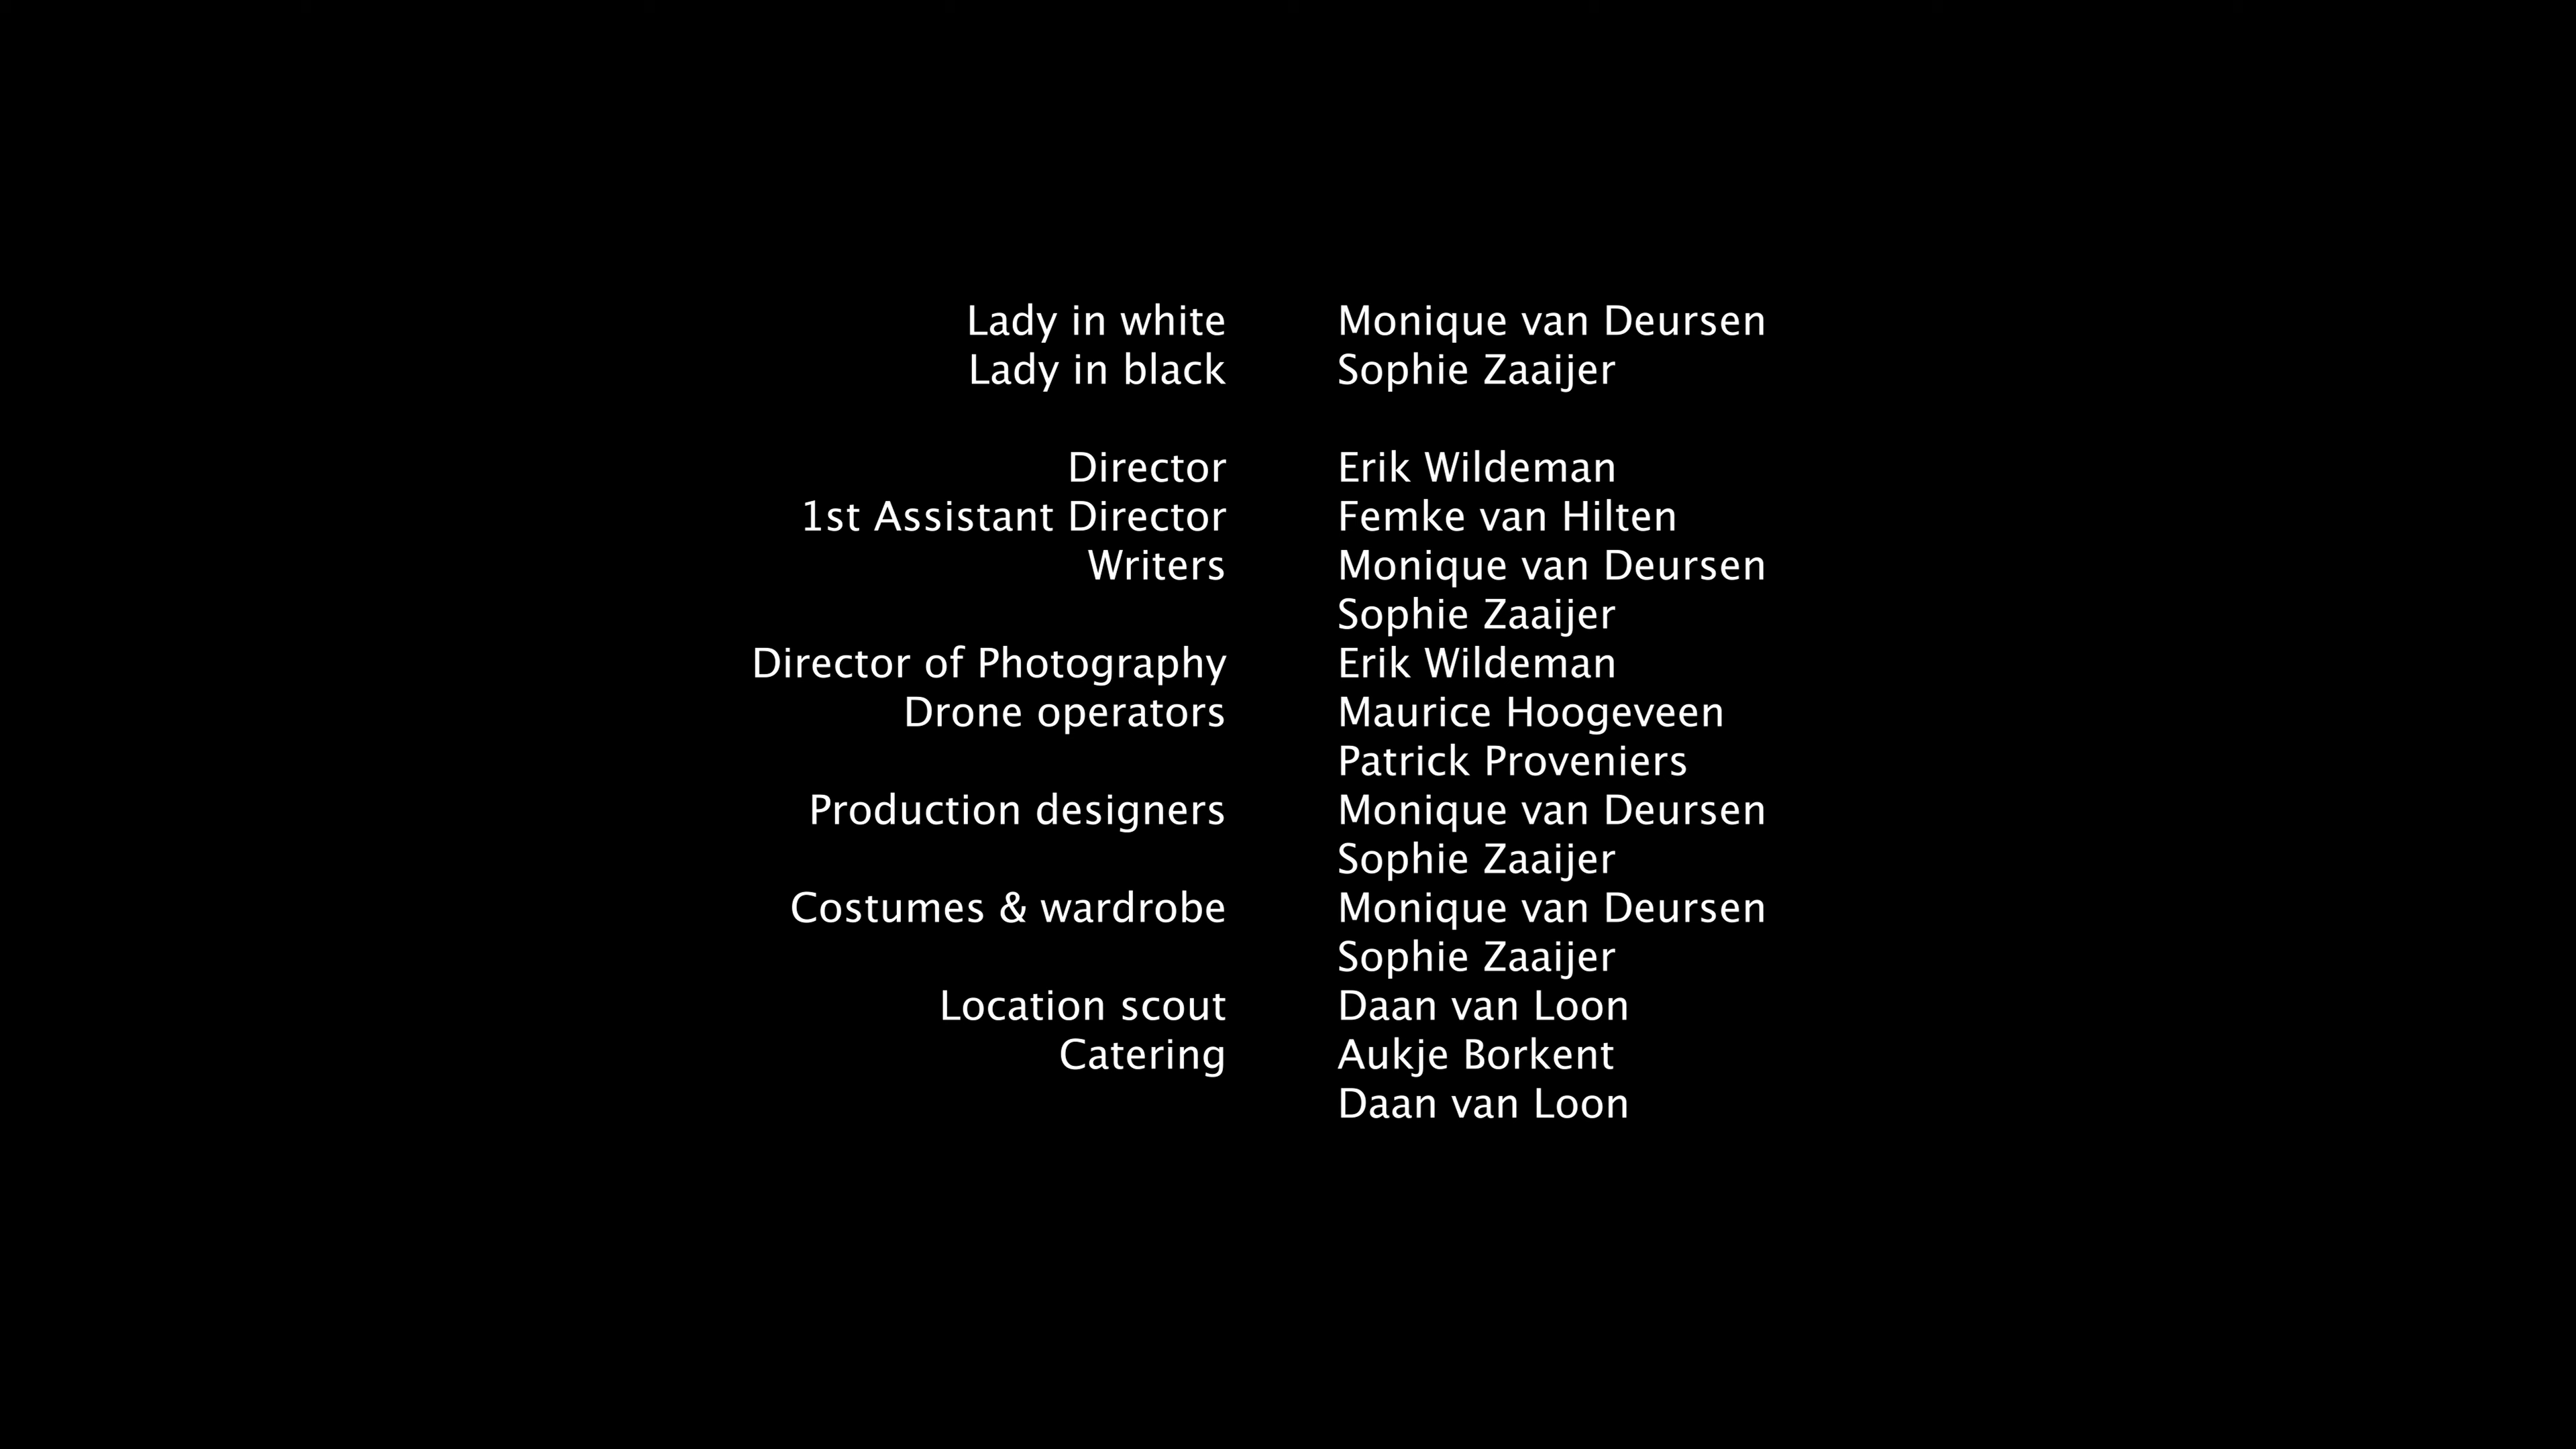 Lady in white Monique van Deursen
Lady in black Sophie Zaaijer
Director Erik Wildeman
1st Assistant Director Femke van Hilten
Writers Monique van Deursen
Sophie Zaaijer
Director of Photography Erik Wildeman
Drone operators Maurice Hoogeveen
Patrick Proveniers
Production designers Monique van Deursen
Sophie Zaaijer
Costumes & wardrobe Monique van Deursen
Sophie Zaaijer
Location scout Daan van Loon
Catering Aukje Borkent
Daan van Loon